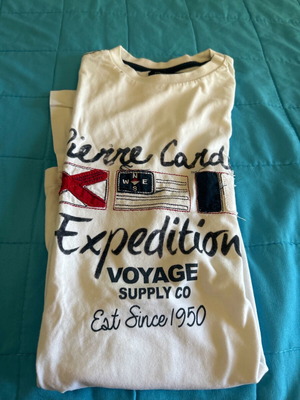 Pierre Card
N
W E
S
Expedition
VOYAGE
SUPPLY CO
Est Since 1950